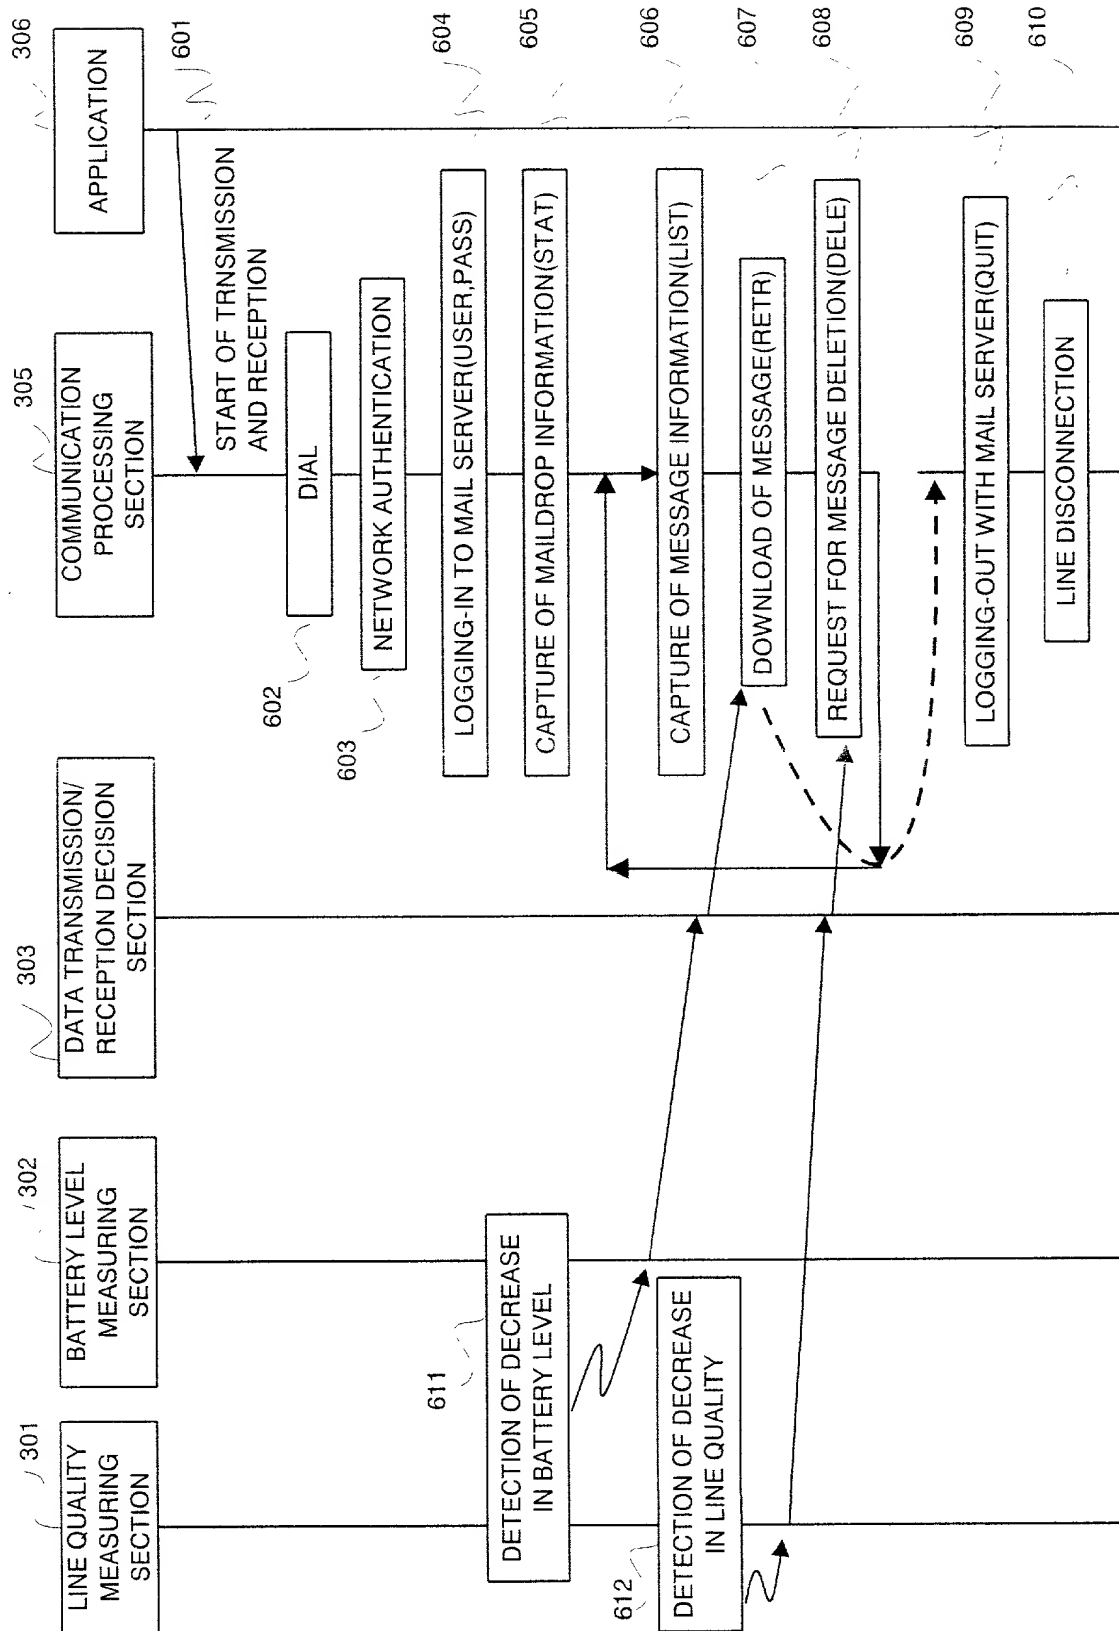 301
LINE QUALITY
MEASURING
SECTION
302
BATTERY LEVEL
MEASURING
SECTION
303
DATA TRANSMISSION/
RECEPTION DECISION
SECTION
305
COMMUNICATION
PROCESSING
SECTION
306
APPLICATION
601
START OF TRNSMISSION
AND RECEPTION
602
DIAL
603
NETWORK AUTHENTICATION
604
LOGGING-IN TO MAIL SERVER(USER,PASS)
605
CAPTURE OF MAILDROP INFORMATION(STAT)
611
DETECTION OF DECREASE
IN BATTERY LEVEL
606
CAPTURE OF MESSAGE INFORMATION(LIST)
612
DETECTION OF DECREASE
IN LINE QUALITY
607
DOWNLOAD OF MESSAGE(RETR)
608
REQUEST FOR MESSAGE DELETION(DELE)
609
LOGGING-OUT WITH MAIL SERVER(QUIT)
610
LINE DISCONNECTION